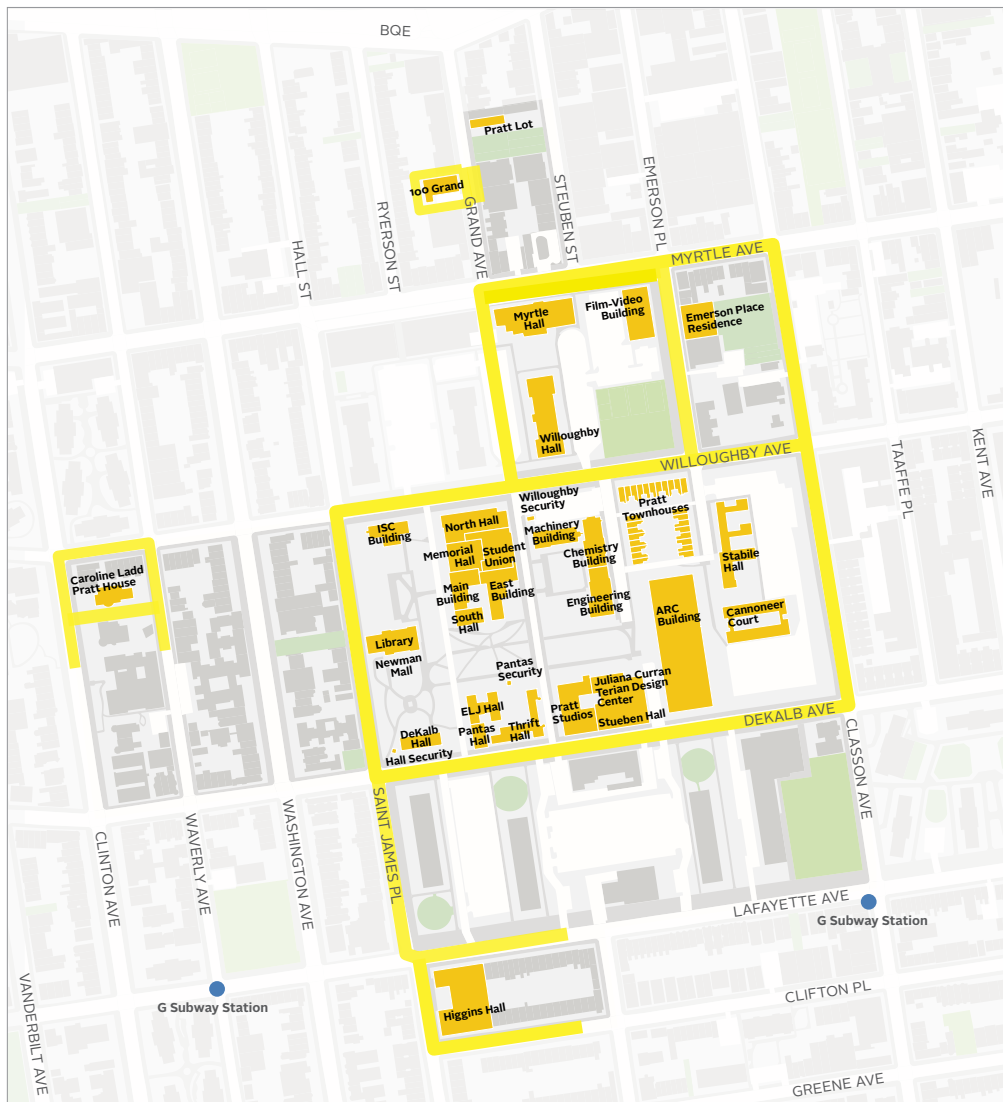 BQE
Pratt Lot
100 Grand
GRAND AVE
STEUBEN ST
EMERSON PL
RYERSON ST
HALL ST
MYRTLE AVE
Myrtle
Hall
Film-Video
Building
Emerson Place
Residence
Willoughby
Hall
WILLOUGHBY AVE
TAAFFE PL
KENT AVE
Willoughby
Security
Pratt
Townhouses
ISC
Building
North Hall
Machinery
Building
Memorial
Hall
Student
Union
Chemistry
Building
Stabile
Hall
Caroline Ladd
Pratt House
Main
Building
East
Building
Engineering
Building
ARC
Building
Cannoneer
Court
South
Hall
Library
Newman
Mall
Pantas
Security
Juliana Curran
Terian Design
Center
Pratt
Studios
Stueben Hall
ELJ Hall
Pantas
Hall
Thrift
Hall
DeKalb
Hall
Hall Security
DEKALB AVE
CLASSON AVE
SAINT JAMES PL
WASHINGTON AVE
WAVERLY AVE
CLINTON AVE
VANDERBILT AVE
LAFAYETTE AVE
G Subway Station
G Subway Station
CLIFTON PL
Higgins Hall
GREENE AVE